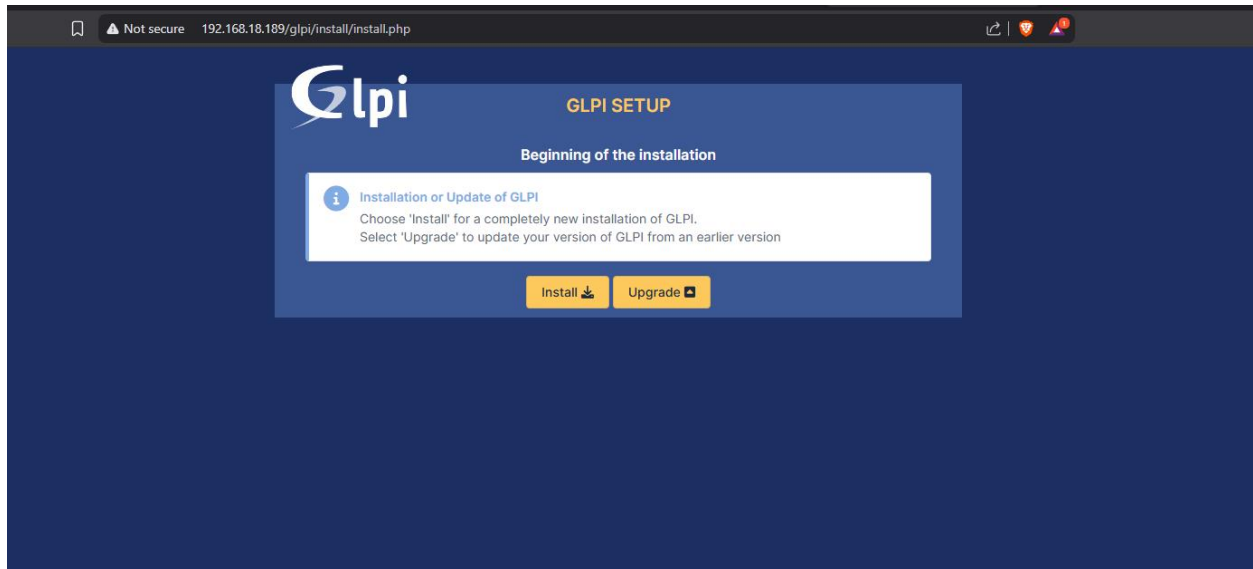 Not secure 192.168.18.189/glpi/install/install.php
Glpi
GLPI SETUP
Beginning of the installation
Installation or Update of GLPI
Choose 'Install' for a completely new installation of GLPI.
Select 'Upgrade' to update your version of GLPI from an earlier version
Install Upgrade